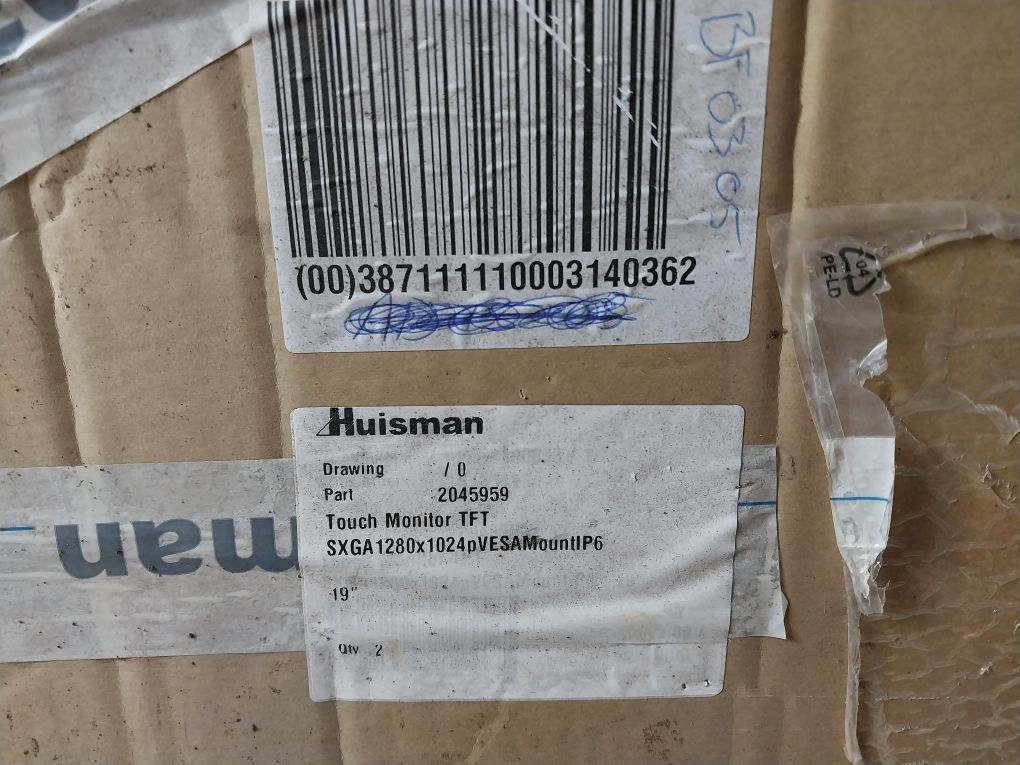 BF 03 05
(00)387111110003140362
04
PE-LD
Huisman
Drawing / 0
Part 2045959
Touch Monitor TFT
SXGA1280x1024pVESAMountIP6
19"
Qty 2
man